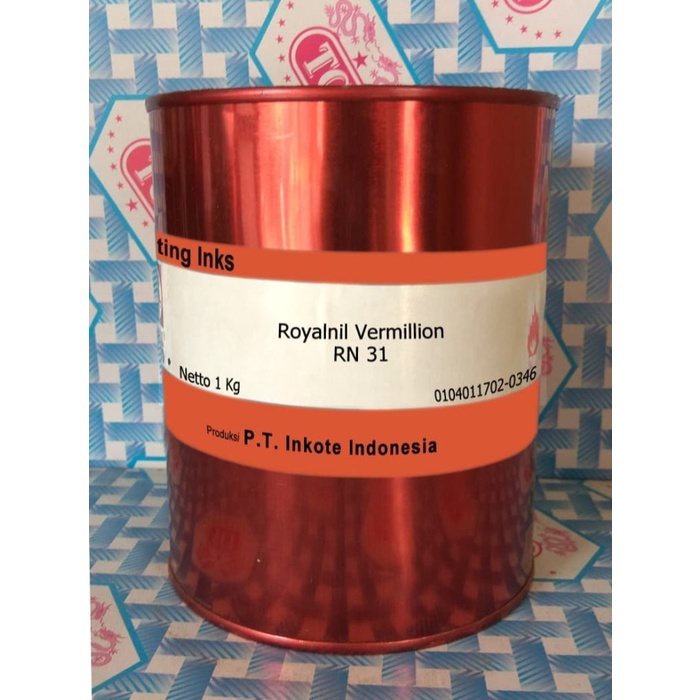 ting Inks
Royalnil Vermillion
RN 31
Netto 1 Kg
0104011702-0346
Produksi P.T. Inkote Indonesia